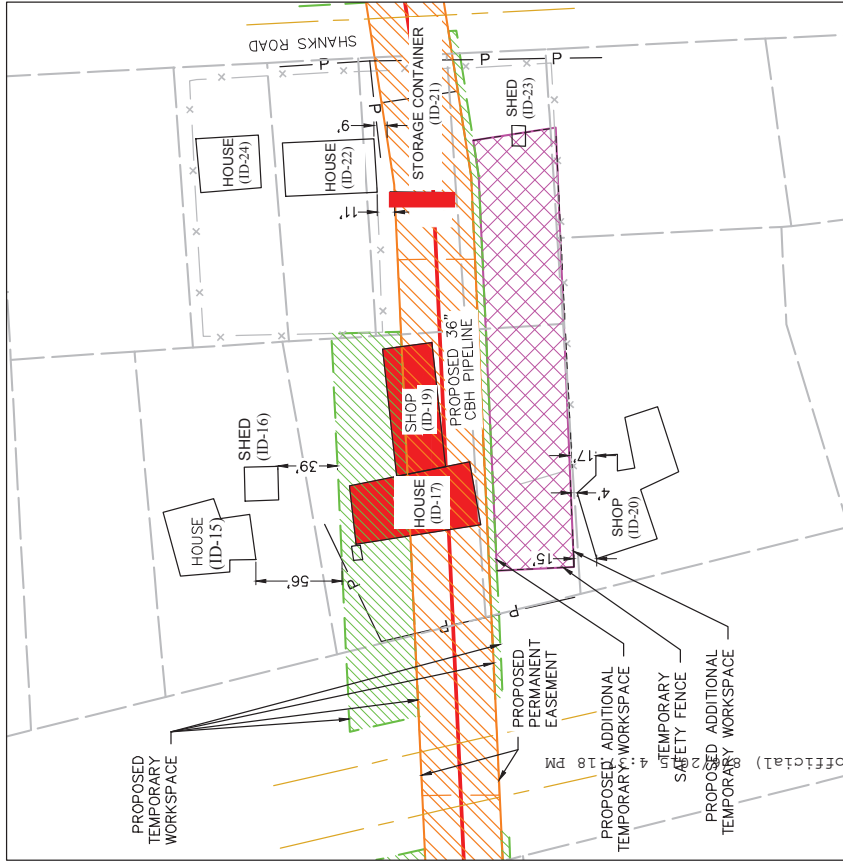 SHANKS ROAD
P
P
P
P
HOUSE
(ID-24)
HOUSE
(ID-22)
9'
11'
STORAGE CONTAINER
(ID-21)
SHED
(ID-23)
SHED
(ID-16)
HOUSE
(ID-15)
39'
56'
SHOP
(ID-19)
HOUSE
(ID-17)
PROPOSED 36"
CBH PIPELINE
P
P
17'
4'
15'
SHOP
(ID-20)
PROPOSED
TEMPORARY
WORKSPACE
PROPOSED
PERMANENT
EASEMENT
PROPOSED ADDITIONAL
TEMPORARY WORKSPACE
TEMPORARY
SAFETY FENCE
PROPOSED ADDITIONAL
TEMPORARY WORKSPACE
official) PM